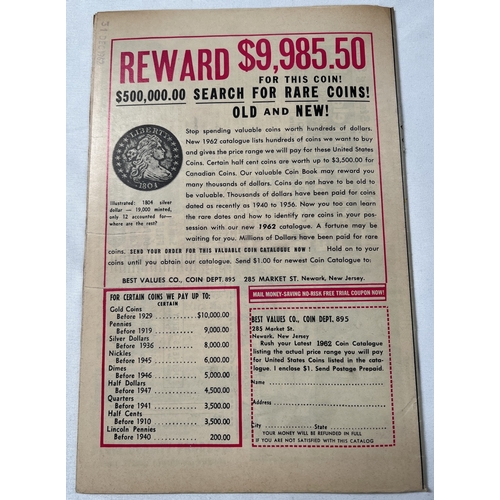 REWARD $9,985.50
FOR THIS COIN!
$500,000.00 SEARCH FOR RARE COINS!
OLD AND NEW!
LIBERTY
1804
Illustrated: 1804 silver
dollar — 19,000 minted,
only 12 accounted for—
where are the rest?
Stop spending valuable coins worth hundreds of dollars.
New 1962 catalogue lists hundreds of coins we want to buy
and gives the price range we will pay for these United States
Coins. Certain half cent coins are worth up to $3,500.00 for
Canadian Coins. Our valuable Coin Book may reward you
many thousands of dollars. Coins do not have to be old to
be valuable. Thousands of dollars have been paid for coins
dated as recently as 1940 to 1956. Now you too can learn
the rare dates and how to identify rare coins in your pos-
session with our new 1962 catalogue. A fortune may be
waiting for you. Millions of Dollars have been paid for rare
coins. SEND YOUR ORDER FOR THIS VALUABLE COIN CATALOGUE NOW! Hold on to your
coins until you obtain our catalogue. Send $1.00 for newest Coin Catalogue to:
BEST VALUES CO., COIN DEPT. 895 285 MARKET ST., Newark, New Jersey.
FOR CERTAIN COINS WE PAY UP TO:
CERTAIN
Gold Coins
Before 1929 ..... $10,000.00
Pennies
Before 1919 ..... 9,000.00
Silver Dollars
Before 1936 ..... 8,000.00
Nickles
Before 1945 ..... 6,000.00
Dimes
Before 1946 ..... 5,000.00
Half Dollars
Before 1947 ..... 4,500.00
Quarters
Before 1941 ..... 3,500.00
Half Cents
Before 1910 ..... 3,500.00
Lincoln Pennies
Before 1940 ..... 200.00
MAIL MONEY-SAVING NO-RISK FREE TRIAL COUPON NOW!
BEST VALUES CO., COIN DEPT. 895
285 Market St.
Newark, New Jersey
Rush your Latest 1962 Coin Catalogue
listing the actual price range you will pay
for United States Coins listed in the cata-
logue. I enclose $1. Send Postage Prepaid.
Name
Address
City State
YOUR MONEY WILL BE REFUNDED IN FULL
IF YOU ARE NOT SATISFIED WITH THIS CATALOG